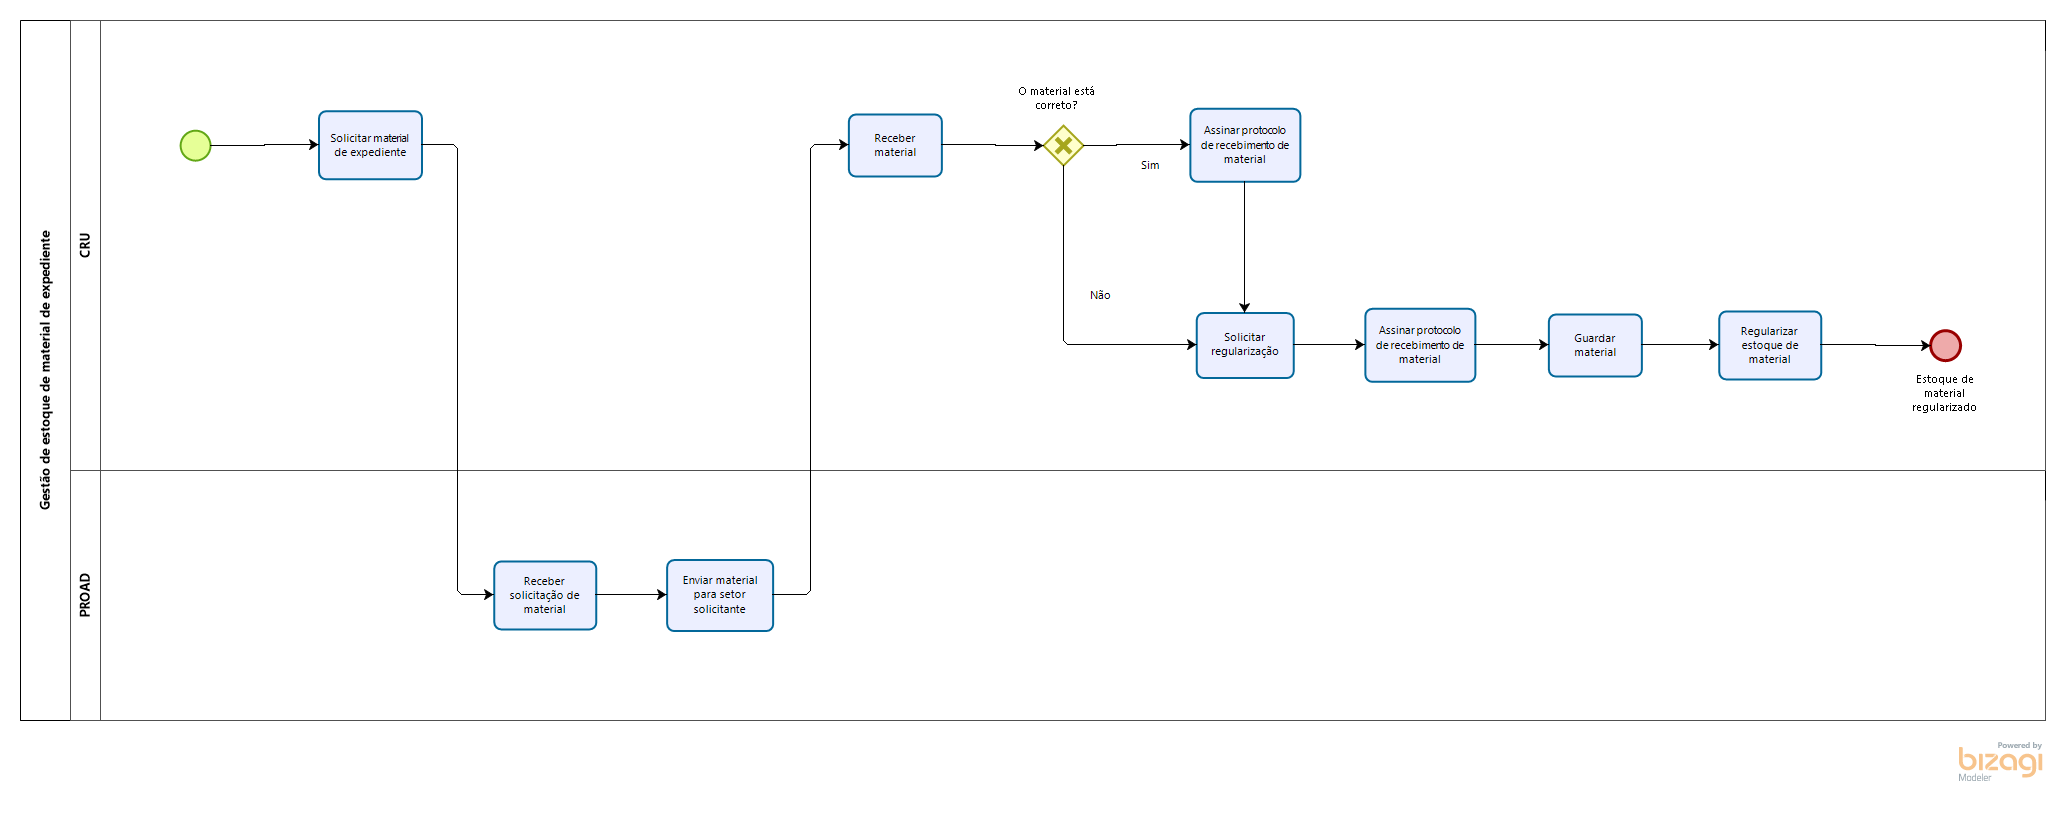 Gestão de estoque de material de expediente
CRU
Solicitar material
de expediente
Receber
material
O material está
correto?
Sim
Assinar protocolo
de recebimento de
material
Não
Solicitar
regularização
Assinar protocolo
de recebimento de
material
Guardar
material
Regularizar
estoque de
material
Estoque de
material
regularizado
PROAD
Receber
solicitação de
material
Enviar material
para setor
solicitante
Powered by
bizagi
Modeler